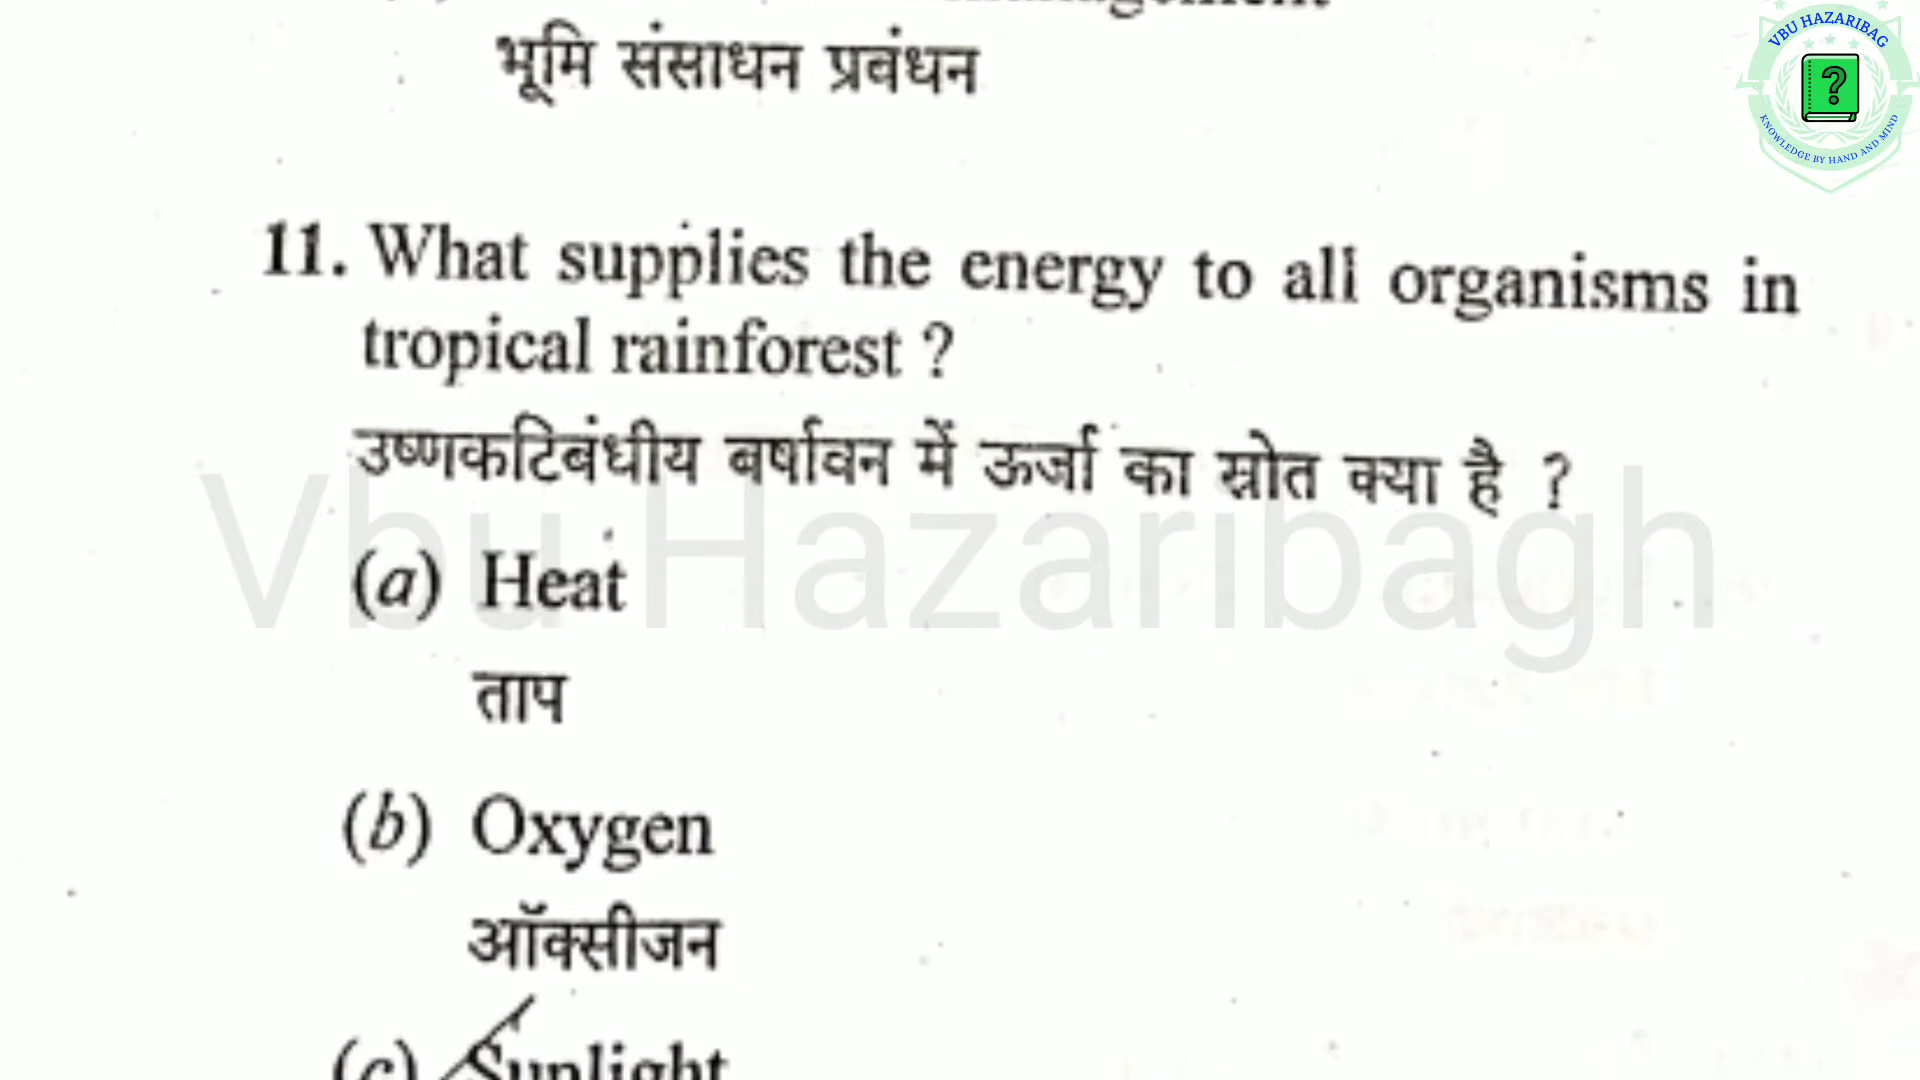 भूमि संसाधन प्रवंधन
VBU HAZARIBAG
?
KNOWLEDGE BY HAND AND MIND
11. What supplies the energy to all organisms in
tropical rainforest ?
उष्णकटिबंधीय बर्षावन में ऊर्जा का स्रोत क्या है ?
Vbu Hazaribagh
(a) Heat
ताप
(b) Oxygen
ऑक्सीजन
(c) Sunlight